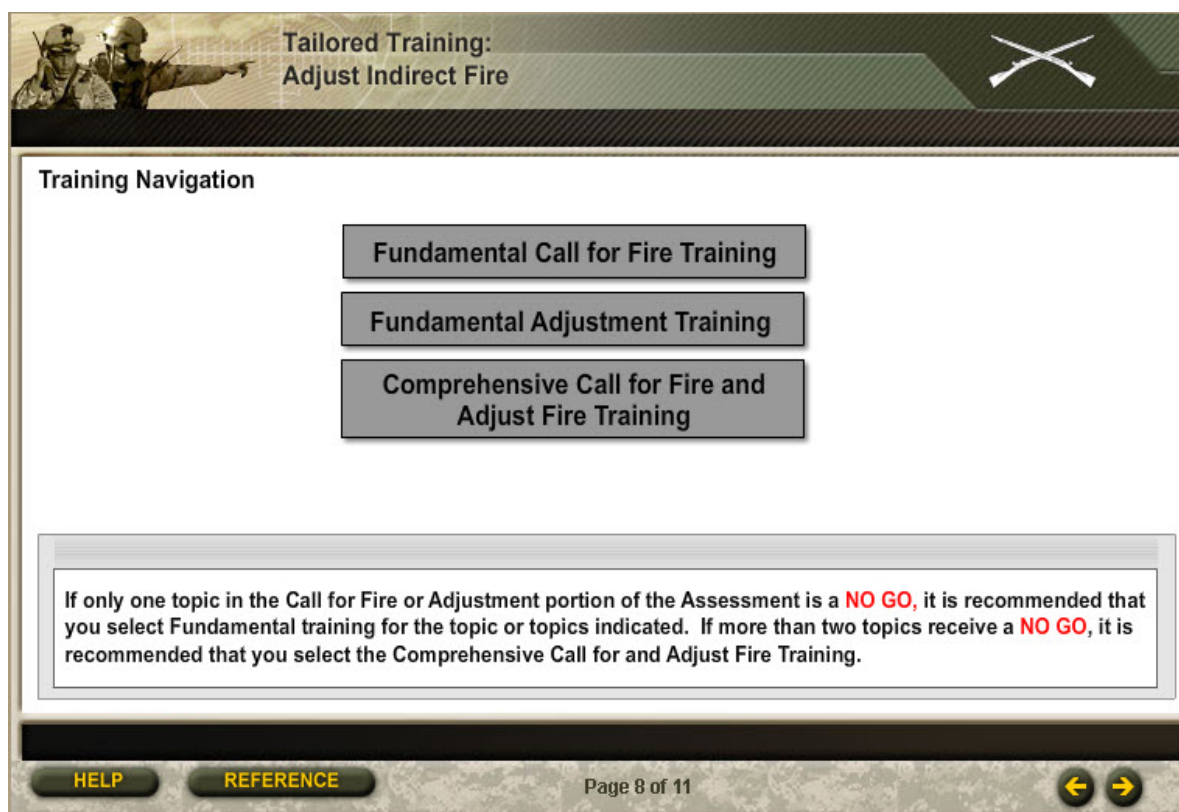 Tailored Training:
Adjust Indirect Fire
Training Navigation
Fundamental Call for Fire Training
Fundamental Adjustment Training
Comprehensive Call for Fire and
Adjust Fire Training
If only one topic in the Call for Fire or Adjustment portion of the Assessment is a NO GO, it is recommended that
you select Fundamental training for the topic or topics indicated.  If more than two topics receive a NO GO, it is
recommended that you select the Comprehensive Call for and Adjust Fire Training.
HELP
REFERENCE
Page 8 of 11